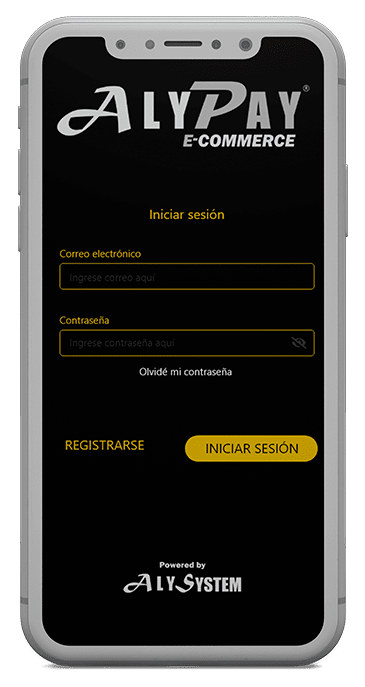 ALYPAY®
E-COMMERCE
Iniciar sesión
Correo electrónico
Ingrese correo aquí
Contraseña
Ingrese contraseña aquí
Olvidé mi contraseña
REGISTRARSE INICIAR SESIÓN
Powered by
ALYSYSTEM